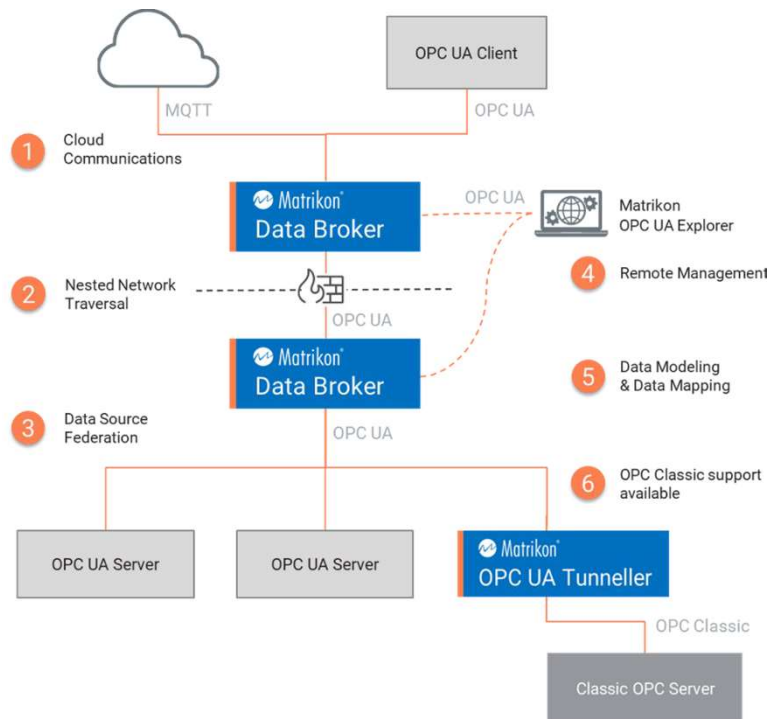 OPC UA Client
MQTT
OPC UA
1
Cloud
Communications
Matrikon®
Data Broker
OPC UA
Matrikon
OPC UA Explorer
2
Nested Network
Traversal
4
Remote Management
OPC UA
Matrikon®
Data Broker
5
Data Modeling
& Data Mapping
3
Data Source
Federation
OPC UA
6
OPC Classic support
available
OPC UA Server
OPC UA Server
Matrikon®
OPC UA Tunneller
OPC Classic
Classic OPC Server